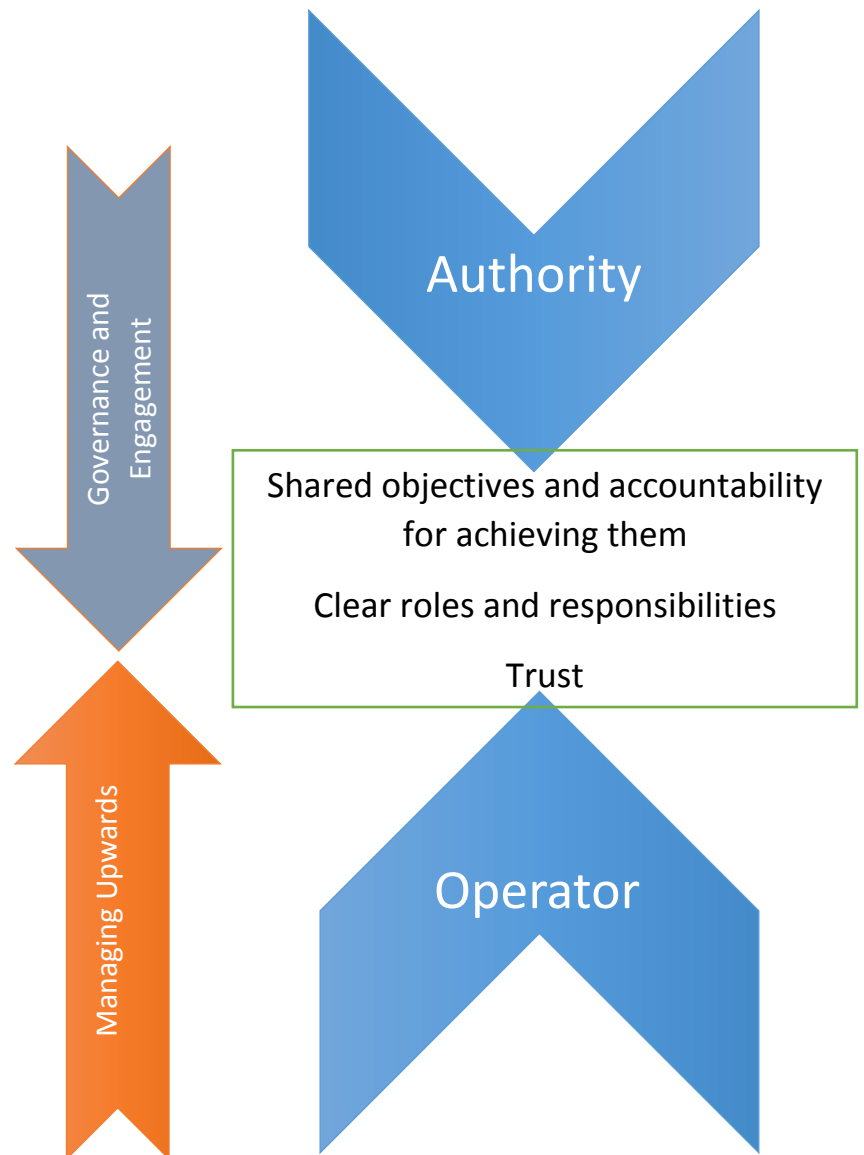 Authority
Governance and
Engagement
Shared objectives and accountability
for achieving them
Clear roles and responsibilities
Trust
Managing Upwards
Operator